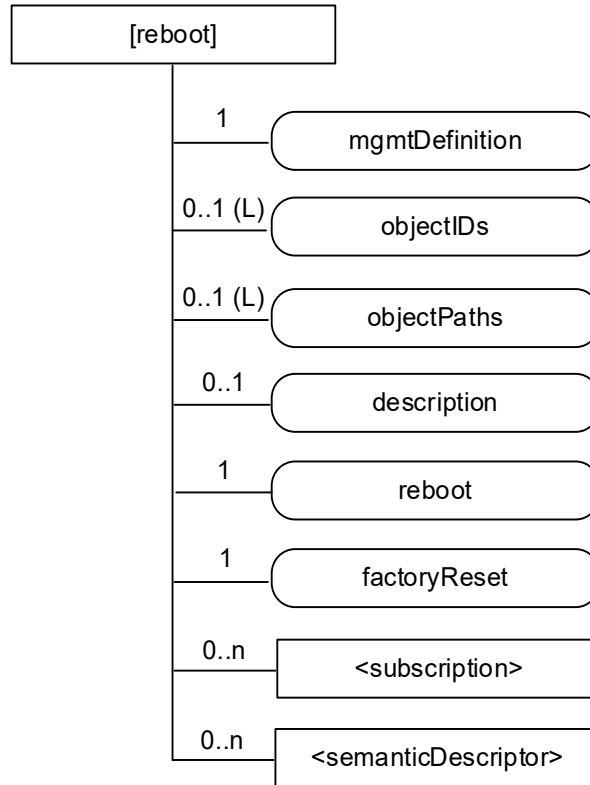 [reboot]
1
mgmtDefinition
0..1 (L)
objectIDs
0..1 (L)
objectPaths
0..1
description
1
reboot
1
factoryReset
0..n
<subscription>
0..n
<semanticDescriptor>